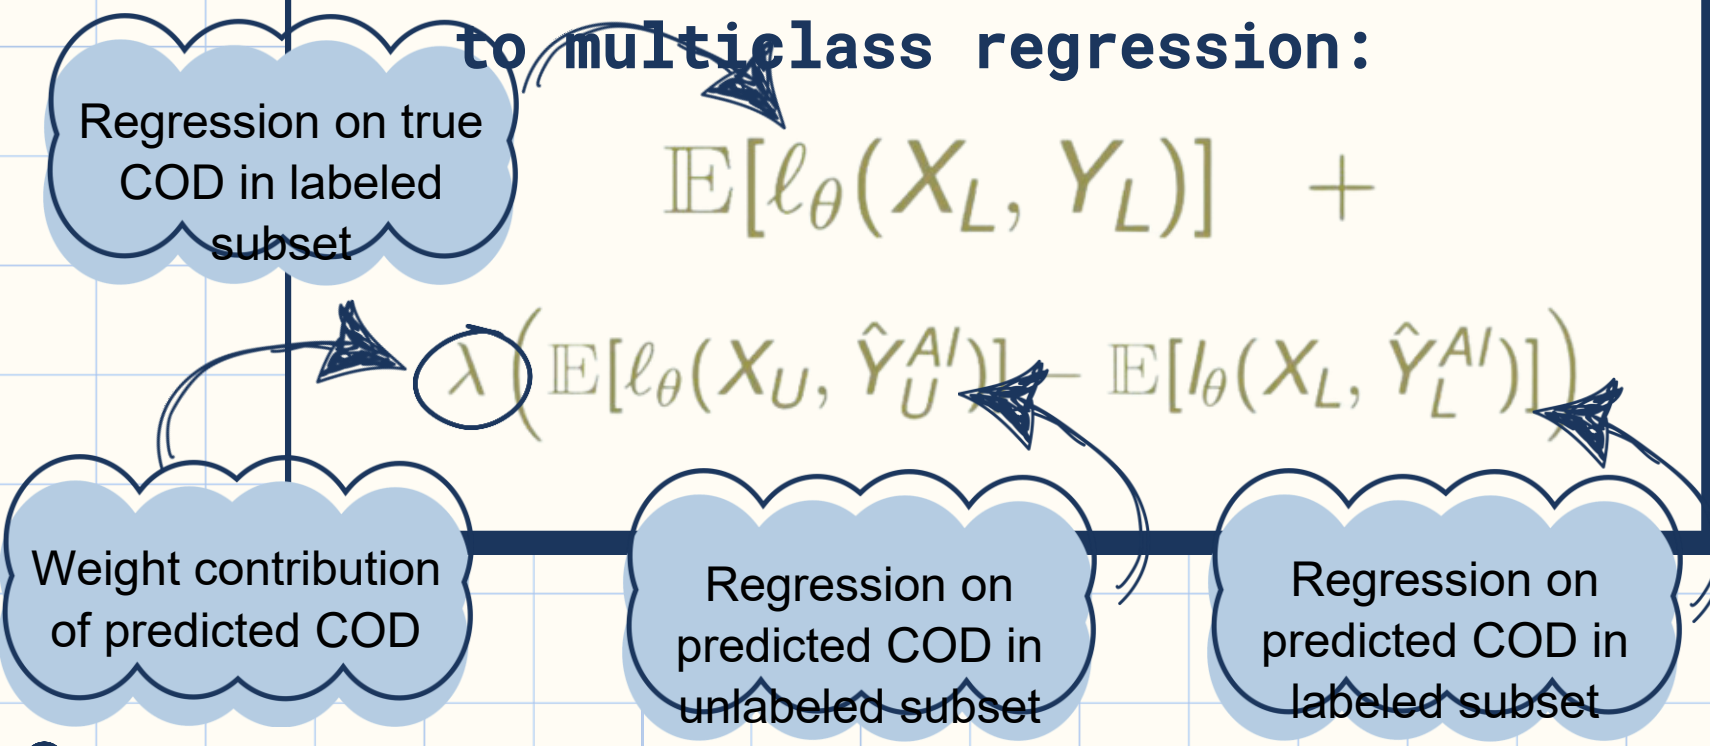 to multiclass regression:
Regression on true
COD in labeled
subset
𝔼[ℓ_θ(X_L, Y_L)] +
λ(𝔼[ℓ_θ(X_U, Ŷ_U^AI)] − 𝔼[l_θ(X_L, Ŷ_L^AI)])
Weight contribution
of predicted COD
Regression on
predicted COD in
unlabeled subset
Regression on
predicted COD in
labeled subset